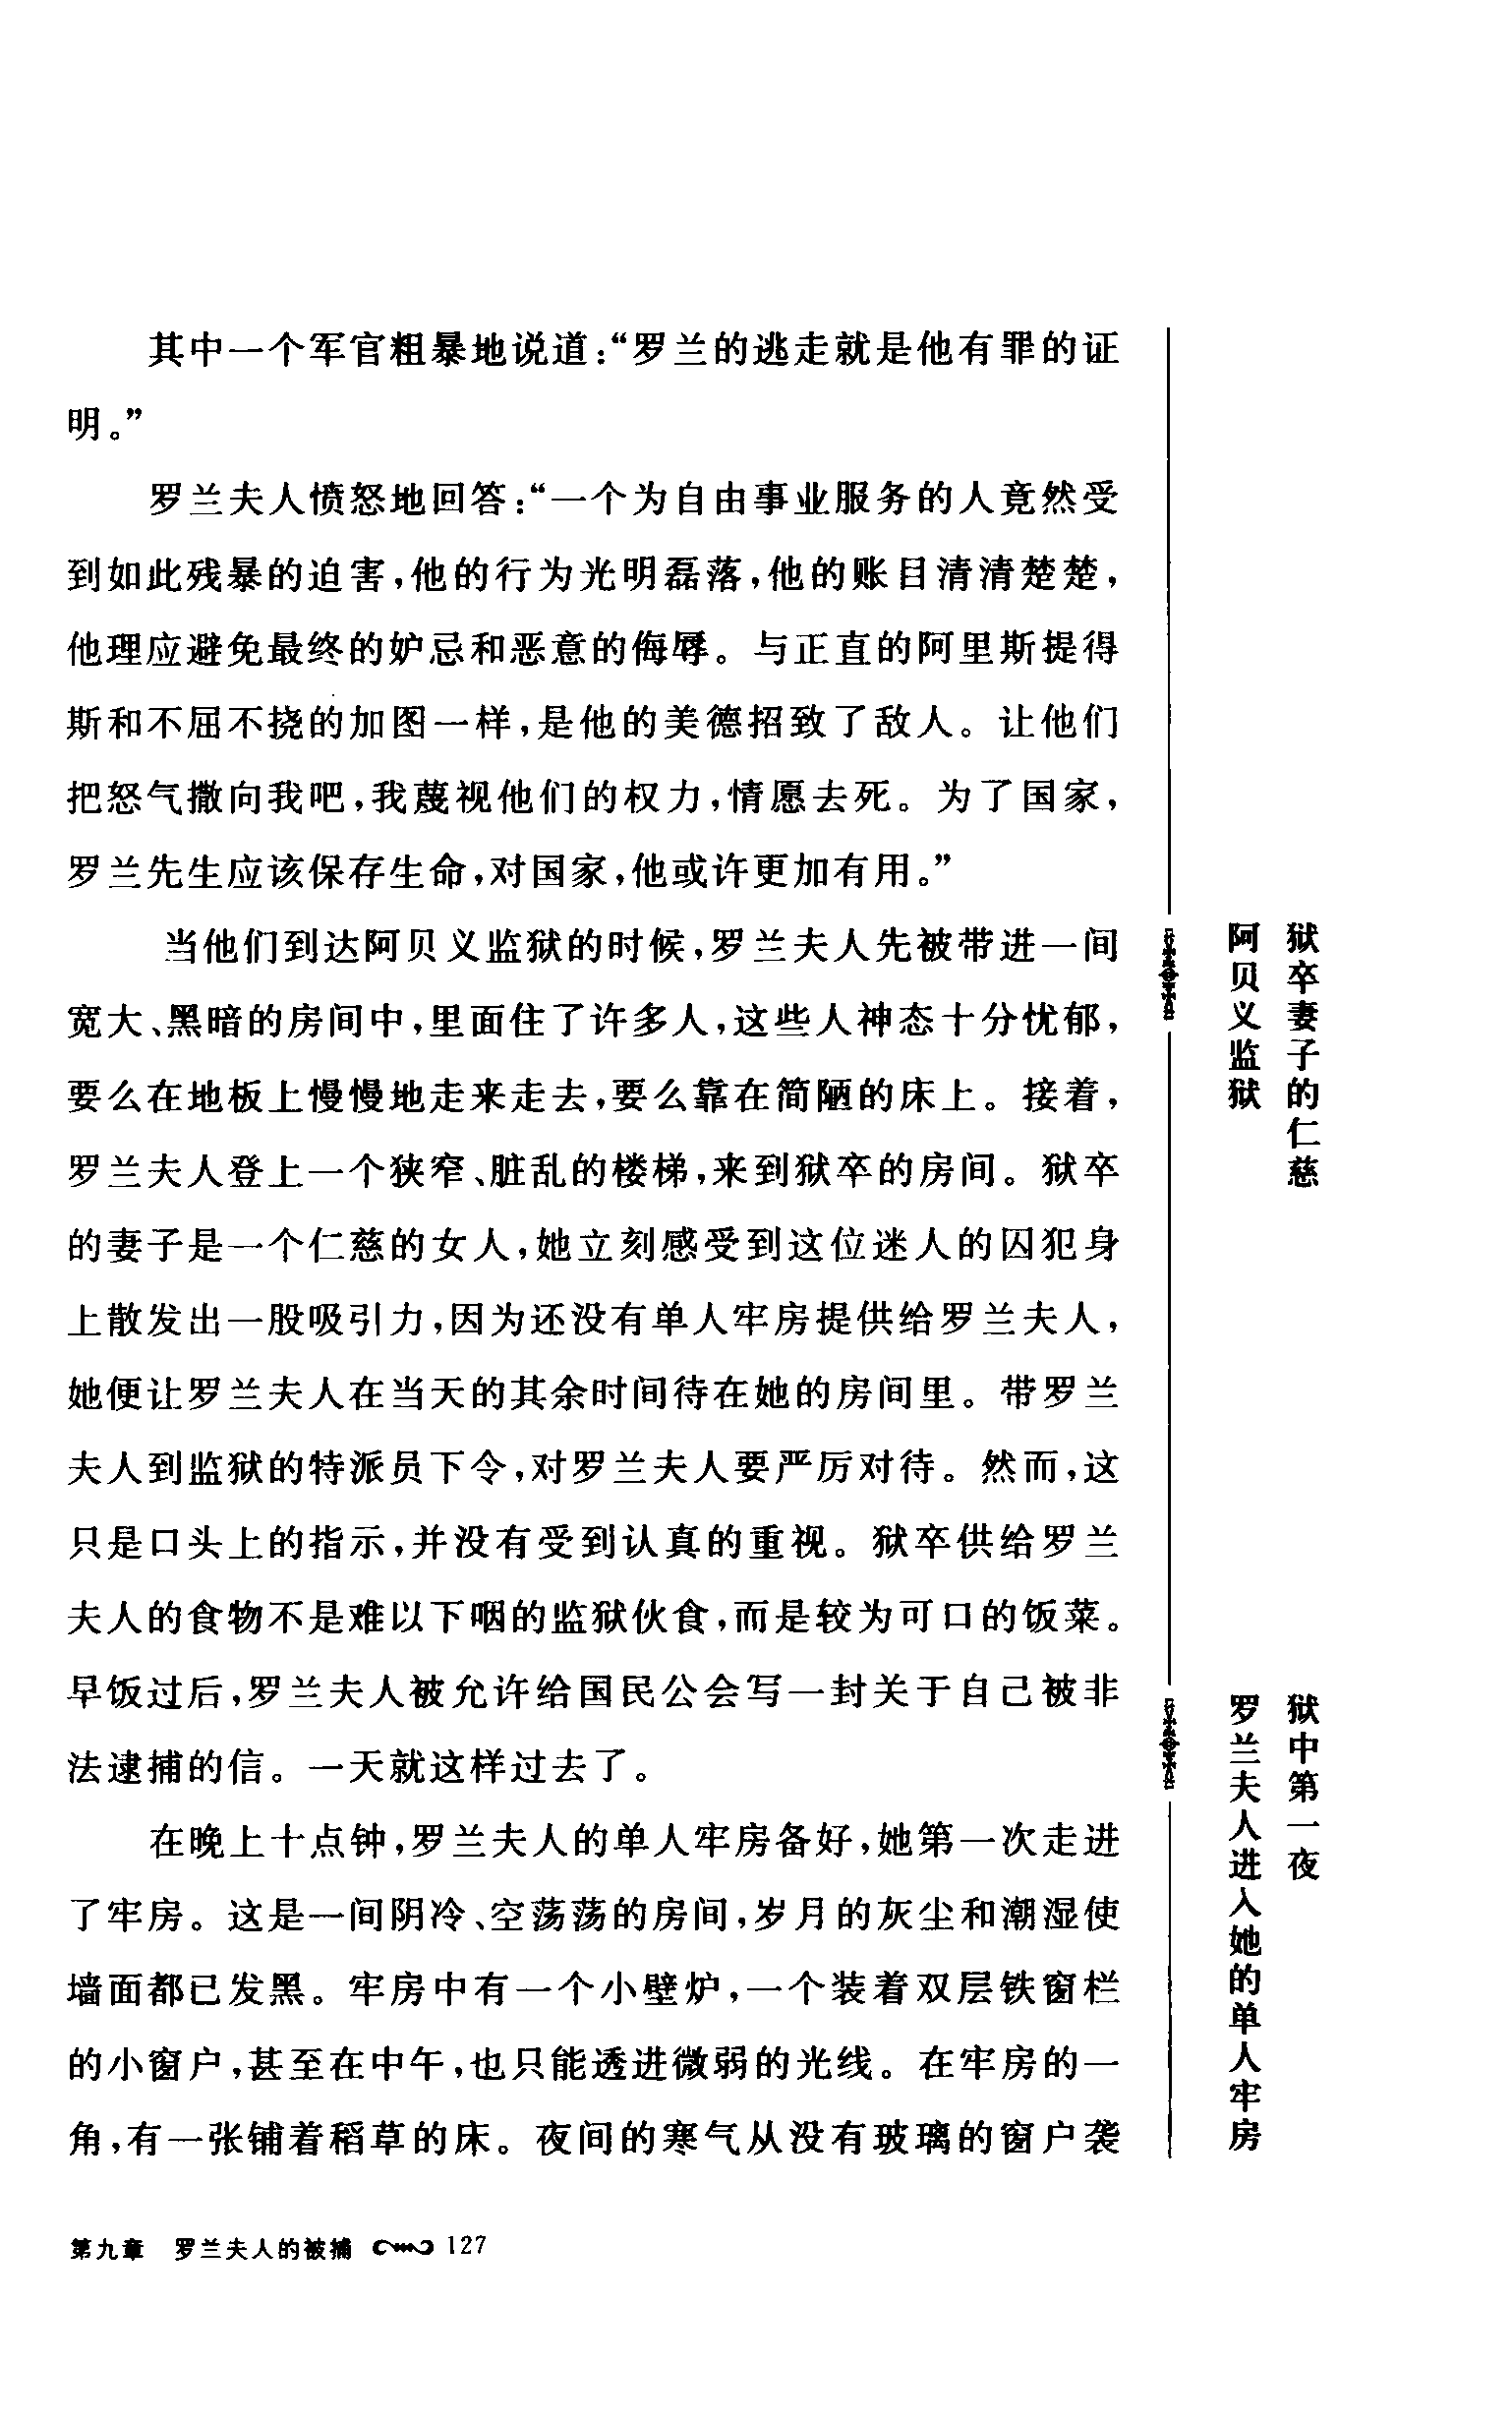 其中一个军官粗暴地说道：“罗兰的逃走就是他有罪的证
明。”
罗兰夫人愤怒地回答：“一个为自由事业服务的人竟然受
到如此残暴的迫害，他的行为光明磊落，他的账目清清楚楚，
他理应避免最终的妒忌和恶意的侮辱。与正直的阿里斯提得
斯和不屈不挠的加图一样，是他的美德招致了敌人。让他们
把怒气撒向我吧，我蔑视他们的权力，情愿去死。为了国家，
罗兰先生应该保存生命，对国家，他或许更加有用。”
当他们到达阿贝义监狱的时候，罗兰夫人先被带进一间
宽大、黑暗的房间中，里面住了许多人，这些人神态十分忧郁，
要么在地板上慢慢地走来走去，要么靠在简陋的床上。接着，
罗兰夫人登上一个狭窄、脏乱的楼梯，来到狱卒的房间。狱卒
的妻子是一个仁慈的女人，她立刻感受到这位迷人的囚犯身
上散发出一股吸引力，因为还没有单人牢房提供给罗兰夫人，
她便让罗兰夫人在当天的其余时间待在她的房间里。带罗兰
夫人到监狱的特派员下令，对罗兰夫人要严厉对待。然而，这
只是口头上的指示，并没有受到认真的重视。狱卒供给罗兰
夫人的食物不是难以下咽的监狱伙食，而是较为可口的饭菜。
早饭过后，罗兰夫人被允许给国民公会写一封关于自己被非
法逮捕的信。一天就这样过去了。
在晚上十点钟，罗兰夫人的单人牢房备好，她第一次走进
了牢房。这是一间阴冷、空荡荡的房间，岁月的灰尘和潮湿使
墙面都已发黑。牢房中有一个小壁炉，一个装着双层铁窗栏
的小窗户，甚至在中午，也只能透进微弱的光线。在牢房的一
角，有一张铺着稻草的床。夜间的寒气从没有玻璃的窗户袭
阿贝义监狱
狱卒妻子的仁慈
罗兰夫人进入她的单人牢房
狱中第一夜
第九章 罗兰夫人的被捕 127